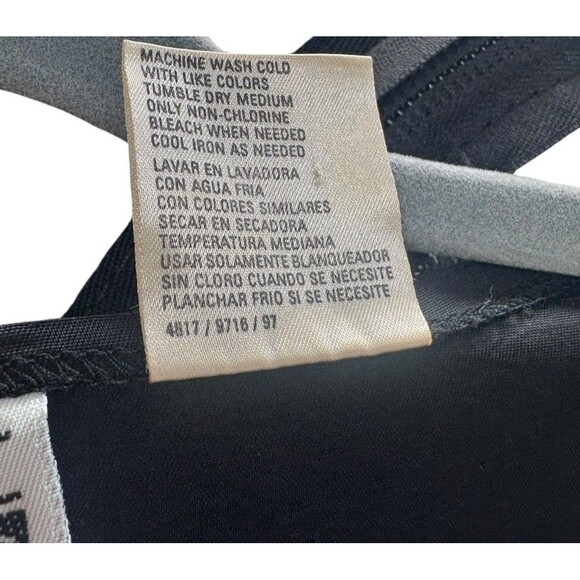 MACHINE WASH COLD
WITH LIKE COLORS
TUMBLE DRY MEDIUM
ONLY NON-CHLORINE
BLEACH WHEN NEEDED
COOL IRON AS NEEDED
LAVAR EN LAVADORA
CON AGUA FRIA
CON COLORES SIMILARES
SECAR EN SECADORA
TEMPERATURA MEDIANA
USAR SOLAMENTE BLANQUEADOR
SIN CLORO CUANDO SE NECESITE
PLANCHAR FRIO SI SE NECESITE
4817 / 9716 / 97